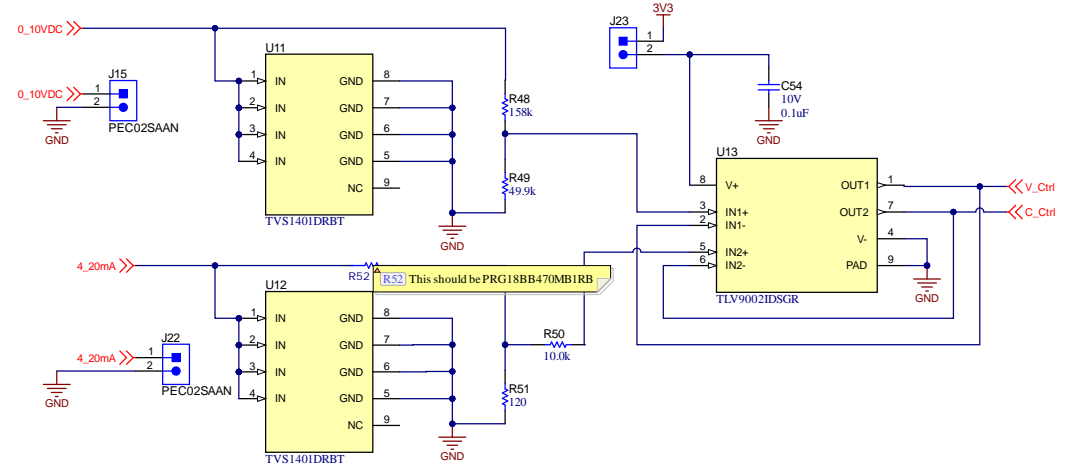 3V3
J23
1
2
0_10VDC
U11
J15
0_10VDC
1
2
PEC02SAAN
GND
1 IN GND 8
2 IN GND 7
3 IN GND 6
4 IN GND 5
NC 9
TVS1401DRBT
R48
158k
R49
49.9k
GND
C54
10V
0.1uF
GND
U13
8 V+ OUT1 1
V_Ctrl
3 IN1+ OUT2 7
C_Ctrl
2 IN1-
V- 4
5 IN2+
6 IN2- PAD 9
TLV9002IDSGR
GND
4_20mA
R52
R52 This should be PRG18BB470MB1RB
U12
J22
4_20mA
1
2
PEC02SAAN
GND
1 IN GND 8
2 IN GND 7
3 IN GND 6
4 IN GND 5
NC 9
TVS1401DRBT
R50
10.0k
R51
120
GND